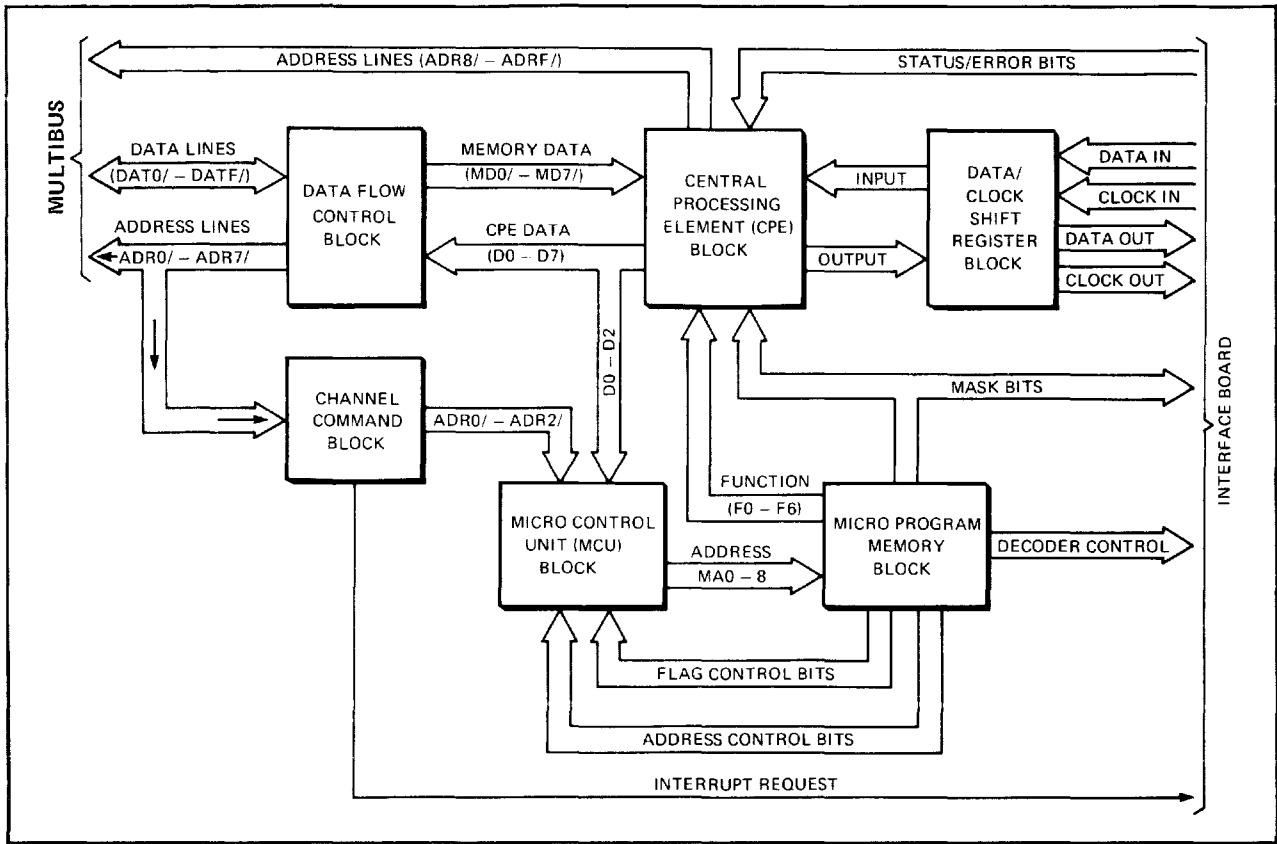 ADDRESS LINES (ADR8/ – ADRF/)
STATUS/ERROR BITS
MULTIBUS
DATA LINES
(DAT0/ – DATF/)
ADDRESS LINES
ADR0/ – ADR7/
DATA FLOW
CONTROL
BLOCK
MEMORY DATA
(MD0/ – MD7/)
CPE DATA
(D0 – D7)
CENTRAL
PROCESSING
ELEMENT (CPE)
BLOCK
INPUT
OUTPUT
DATA/
CLOCK
SHIFT
REGISTER
BLOCK
DATA IN
CLOCK IN
DATA OUT
CLOCK OUT
D0 – D2
MASK BITS
INTERFACE BOARD
CHANNEL
COMMAND
BLOCK
ADR0/ – ADR2/
FUNCTION
(F0 – F6)
MICRO CONTROL
UNIT (MCU)
BLOCK
ADDRESS
MA0 – 8
MICRO PROGRAM
MEMORY
BLOCK
DECODER CONTROL
FLAG CONTROL BITS
ADDRESS CONTROL BITS
INTERRUPT REQUEST